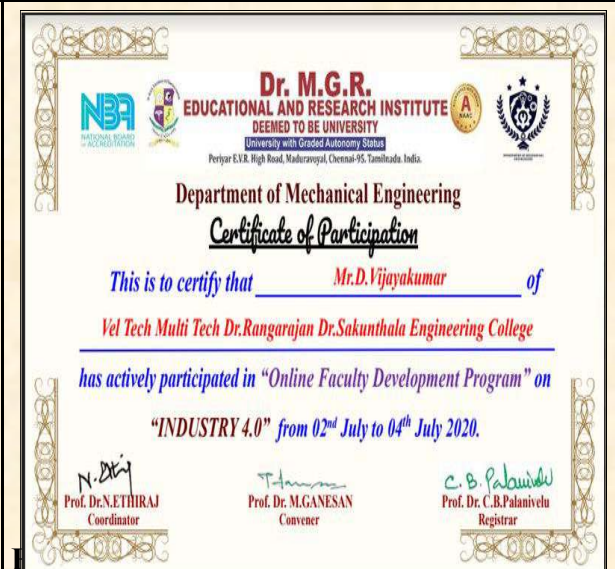 Dr. M.G.R.
EDUCATIONAL AND RESEARCH INSTITUTE
DEEMED TO BE UNIVERSITY
University with Graded Autonomy Status
Periyar E.V.R. High Road, Maduravoyal, Chennai-95. Tamilnadu. India.
NBA
NATIONAL BOARD
of ACCREDITATION
A
NAAC
Department of Mechanical Engineering
Certificate of Participation
This is to certify that Mr.D.Vijayakumar of
Vel Tech Multi Tech Dr.Rangarajan Dr.Sakunthala Engineering College
has actively participated in “Online Faculty Development Program” on
“INDUSTRY 4.0” from 02nd July to 04th July 2020.
C. B. Palanivelu
Prof. Dr.N.ETHIRAJ
Coordinator
Prof. Dr. M.GANESAN
Convener
Prof. Dr. C.B.Palanivelu
Registrar